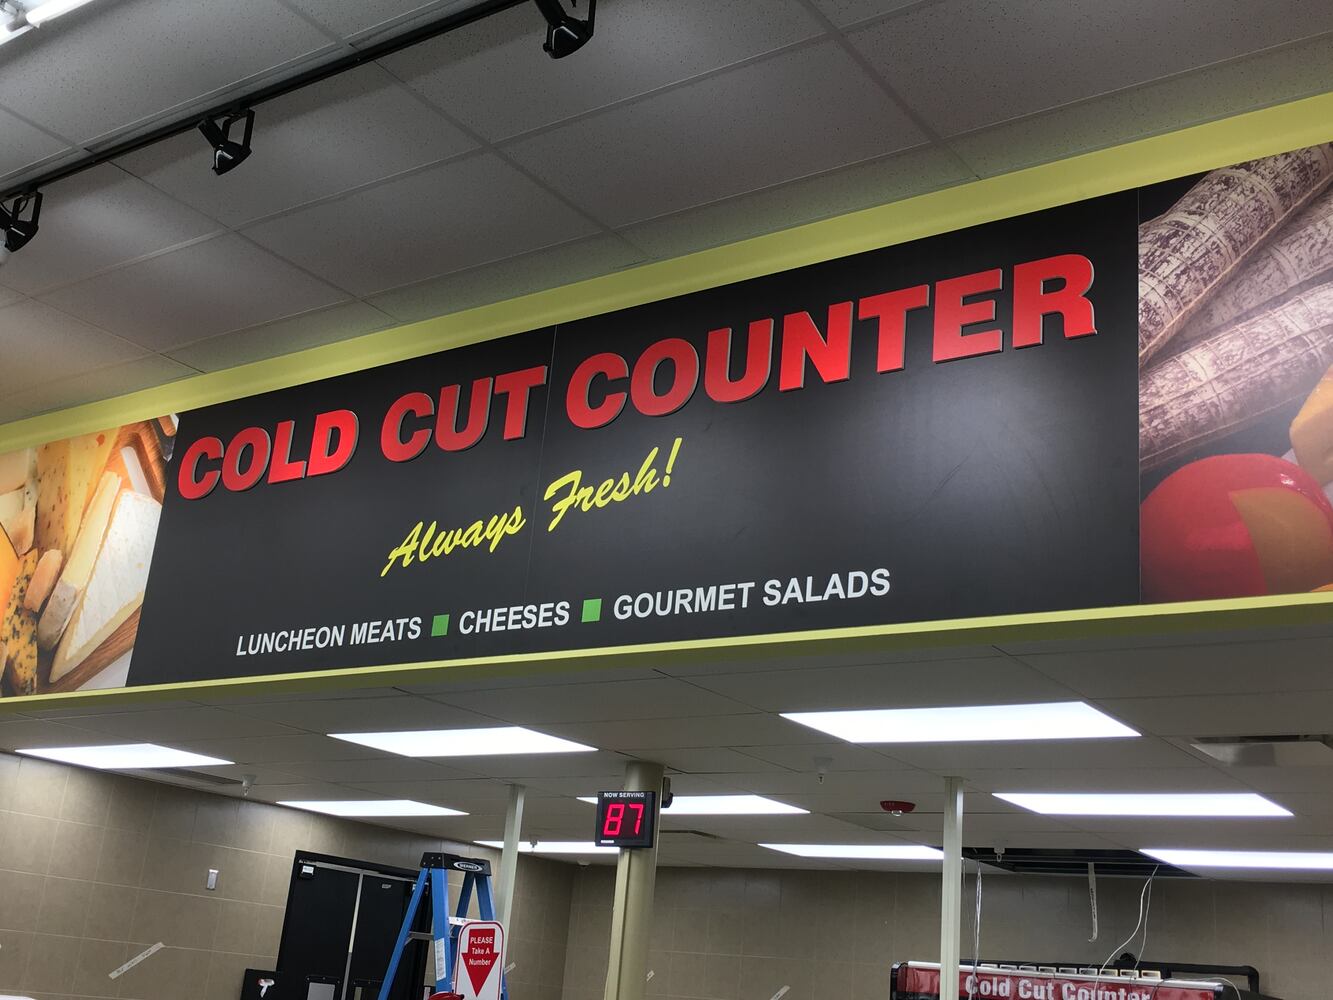 COLD CUT COUNTER
Always Fresh!
LUNCHEON MEATS ■ CHEESES ■ GOURMET SALADS
NOW SERVING
87
WERNER
PLEASE
Take A
Number
Cold Cut Counter